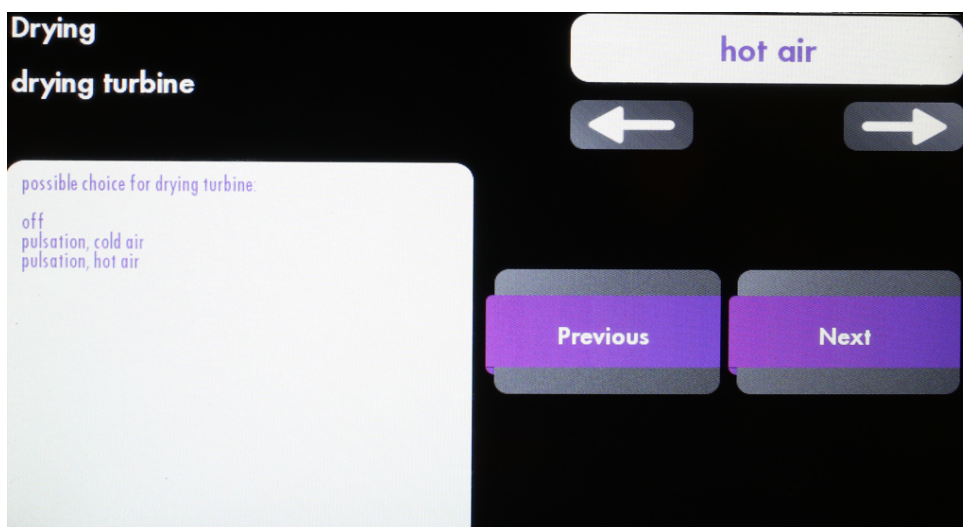 Drying
drying turbine
hot air
possible choice for drying turbine:
off
pulsation, cold air
pulsation, hot air
Previous
Next